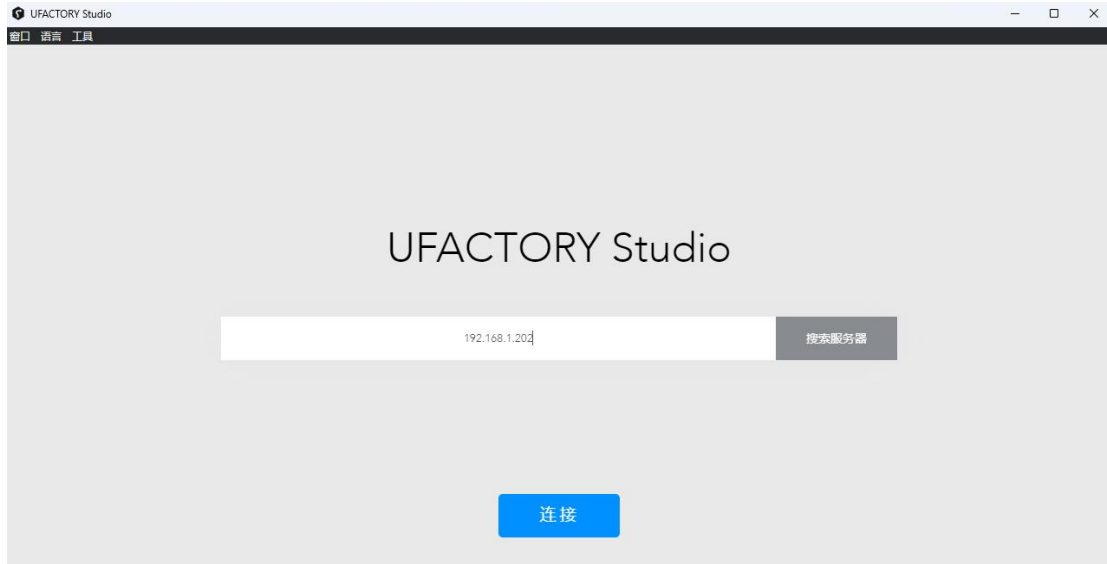 UFACTORY Studio
窗口 语言 工具
UFACTORY Studio
192.168.1.202
搜索服务器
连接